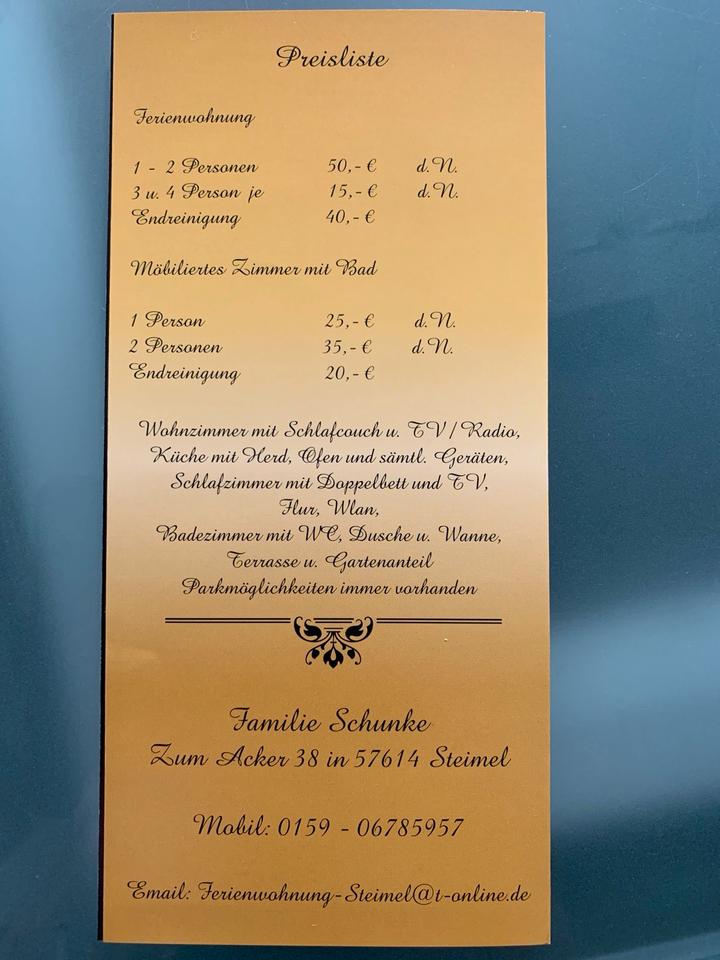 Preisliste
Ferienwohnung
1 - 2 Personen 50,- € d.N.
3 u. 4 Person je 15,- € d.N.
Endreinigung 40,- €
Möbiliertes Zimmer mit Bad
1 Person 25,- € d.N.
2 Personen 35,- € d.N.
Endreinigung 20,- €
Wohnzimmer mit Schlafcouch u. TV / Radio,
Küche mit Herd, Ofen und sämtl. Geräten,
Schlafzimmer mit Doppelbett und TV,
Flur, Wlan,
Badezimmer mit WC, Dusche u. Wanne,
Terrasse u. Gartenanteil
Parkmöglichkeiten immer vorhanden
Familie Schunke
Zum Acker 38 in 57614 Steimel
Mobil: 0159 - 06785957
Email: Ferienwohnung-Steimel@t-online.de